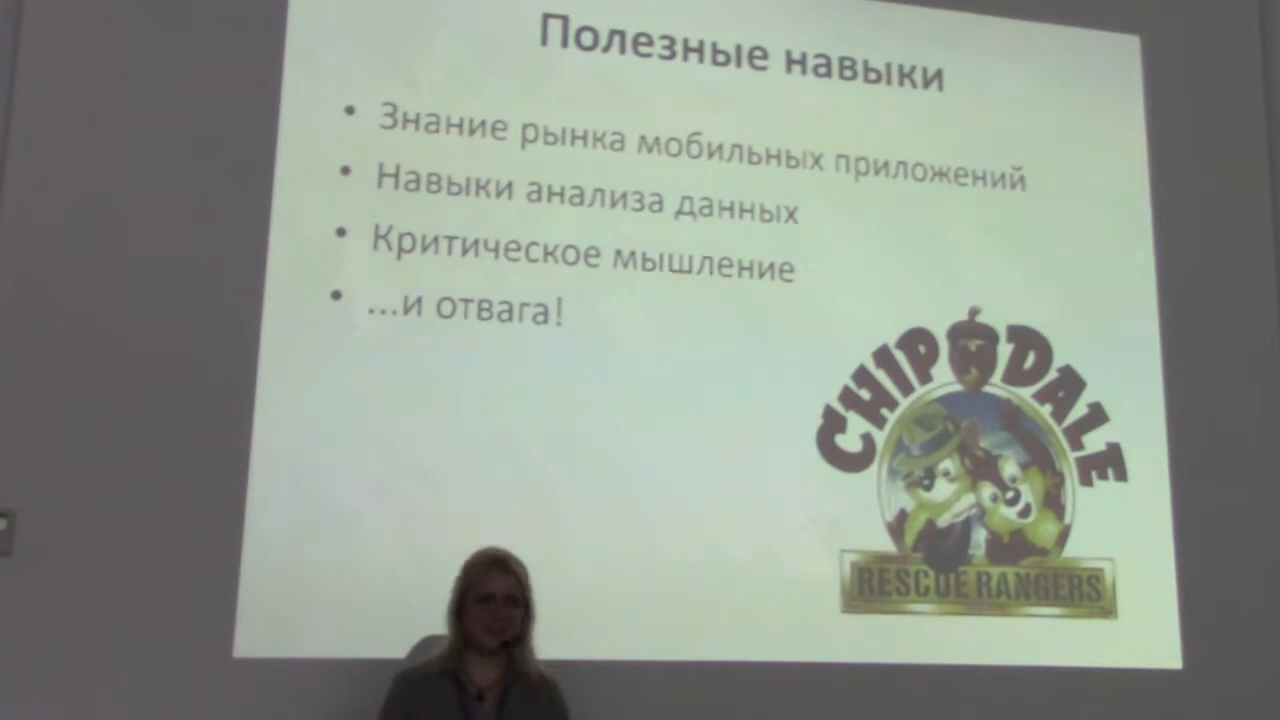 Полезные навыки
• Знание рынка мобильных приложений
• Навыки анализа данных
• Критическое мышление
• ...и отвага!
CHIP N DALE
RESCUE RANGERS